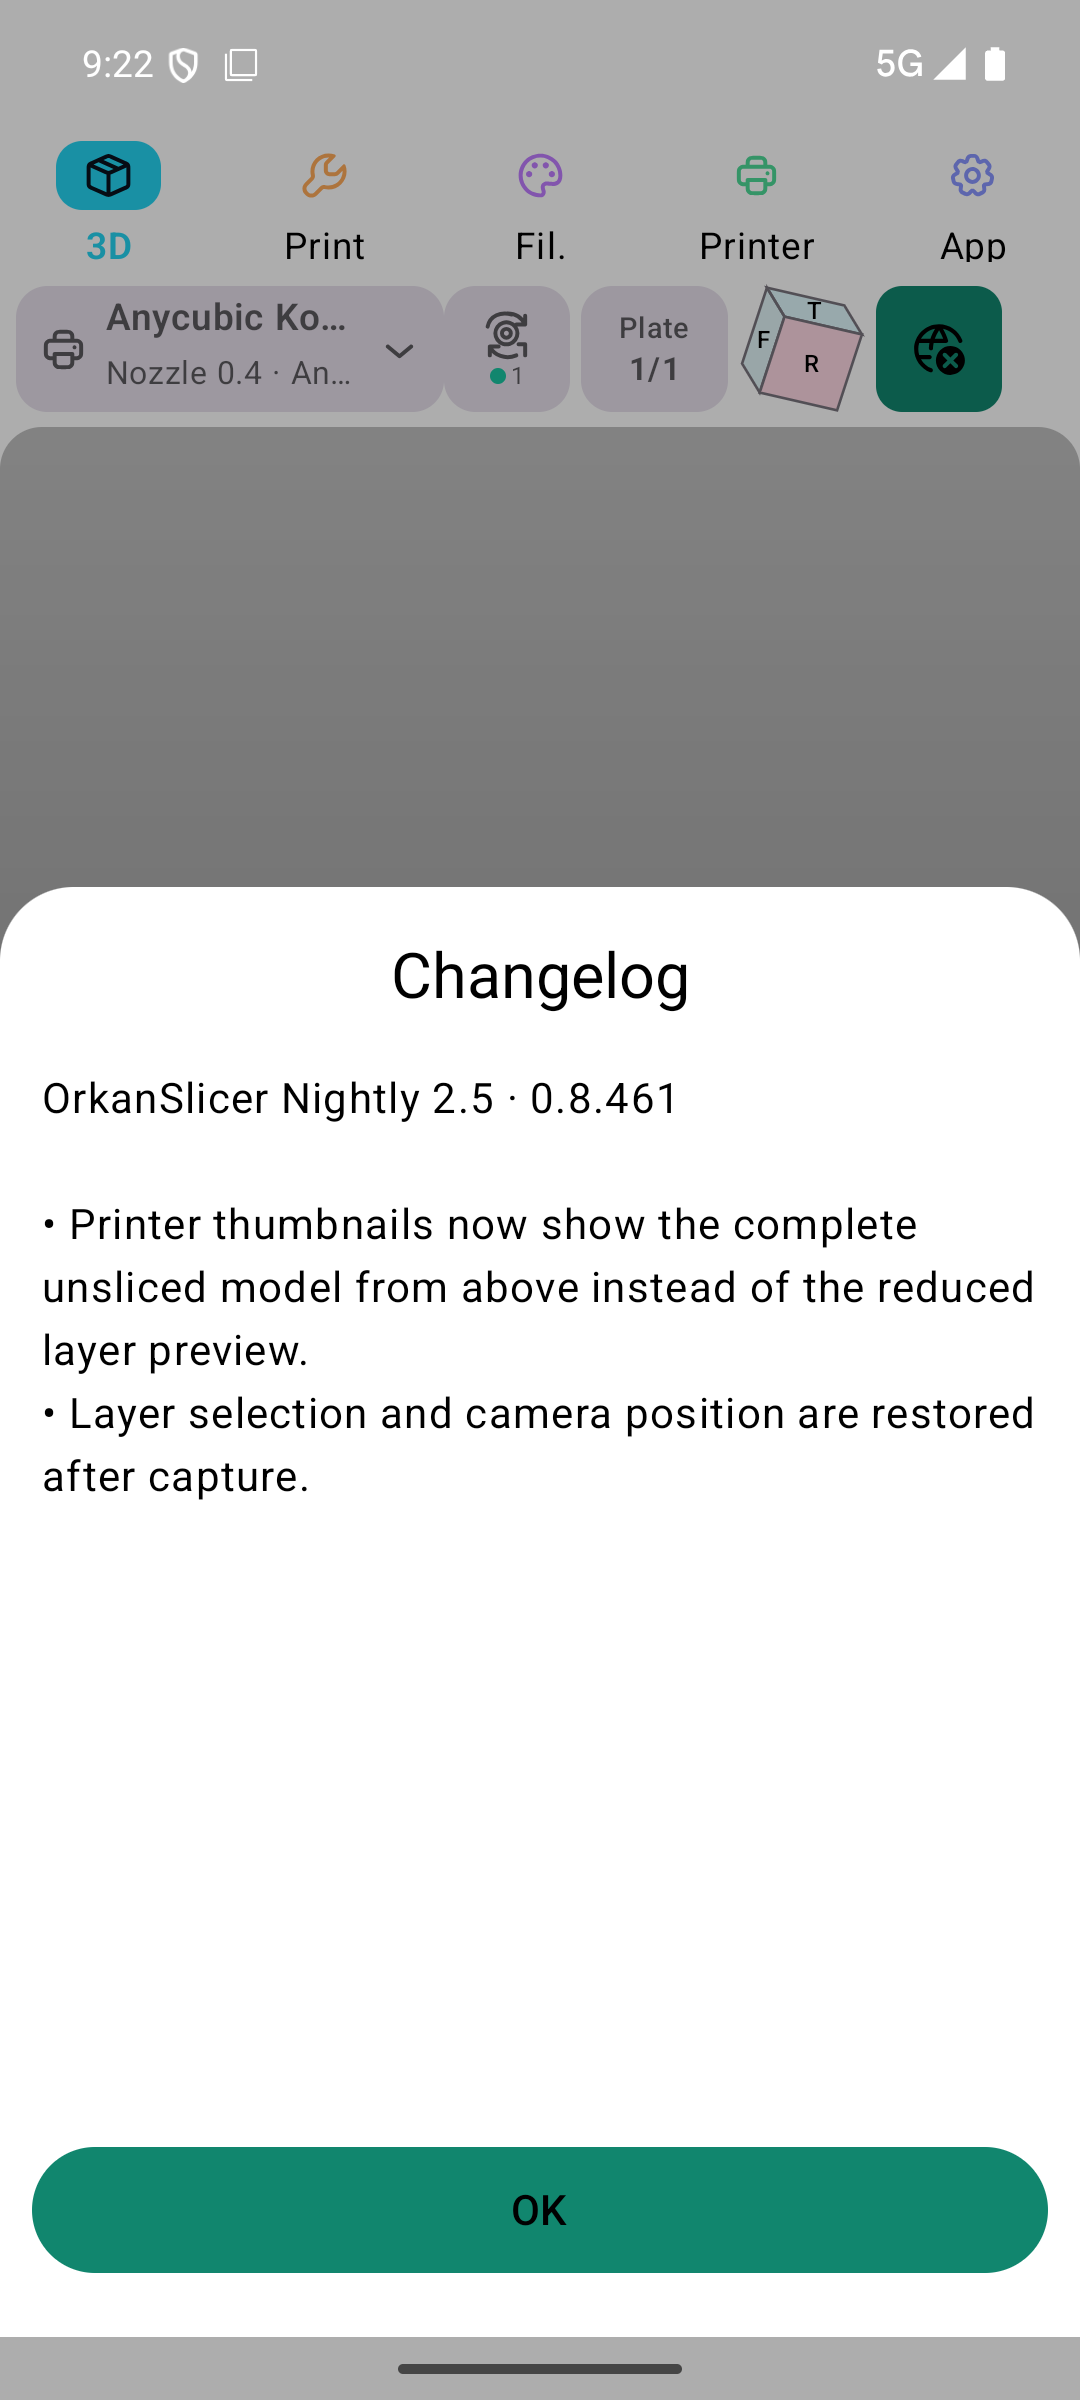 9:22
5G
3D
Print
Fil.
Printer
App
Anycubic Ko...
Nozzle 0.4 · An...
1
Plate
1/1
T
F
R
Changelog
OrkanSlicer Nightly 2.5 · 0.8.461
• Printer thumbnails now show the complete
unsliced model from above instead of the reduced
layer preview.
• Layer selection and camera position are restored
after capture.
OK